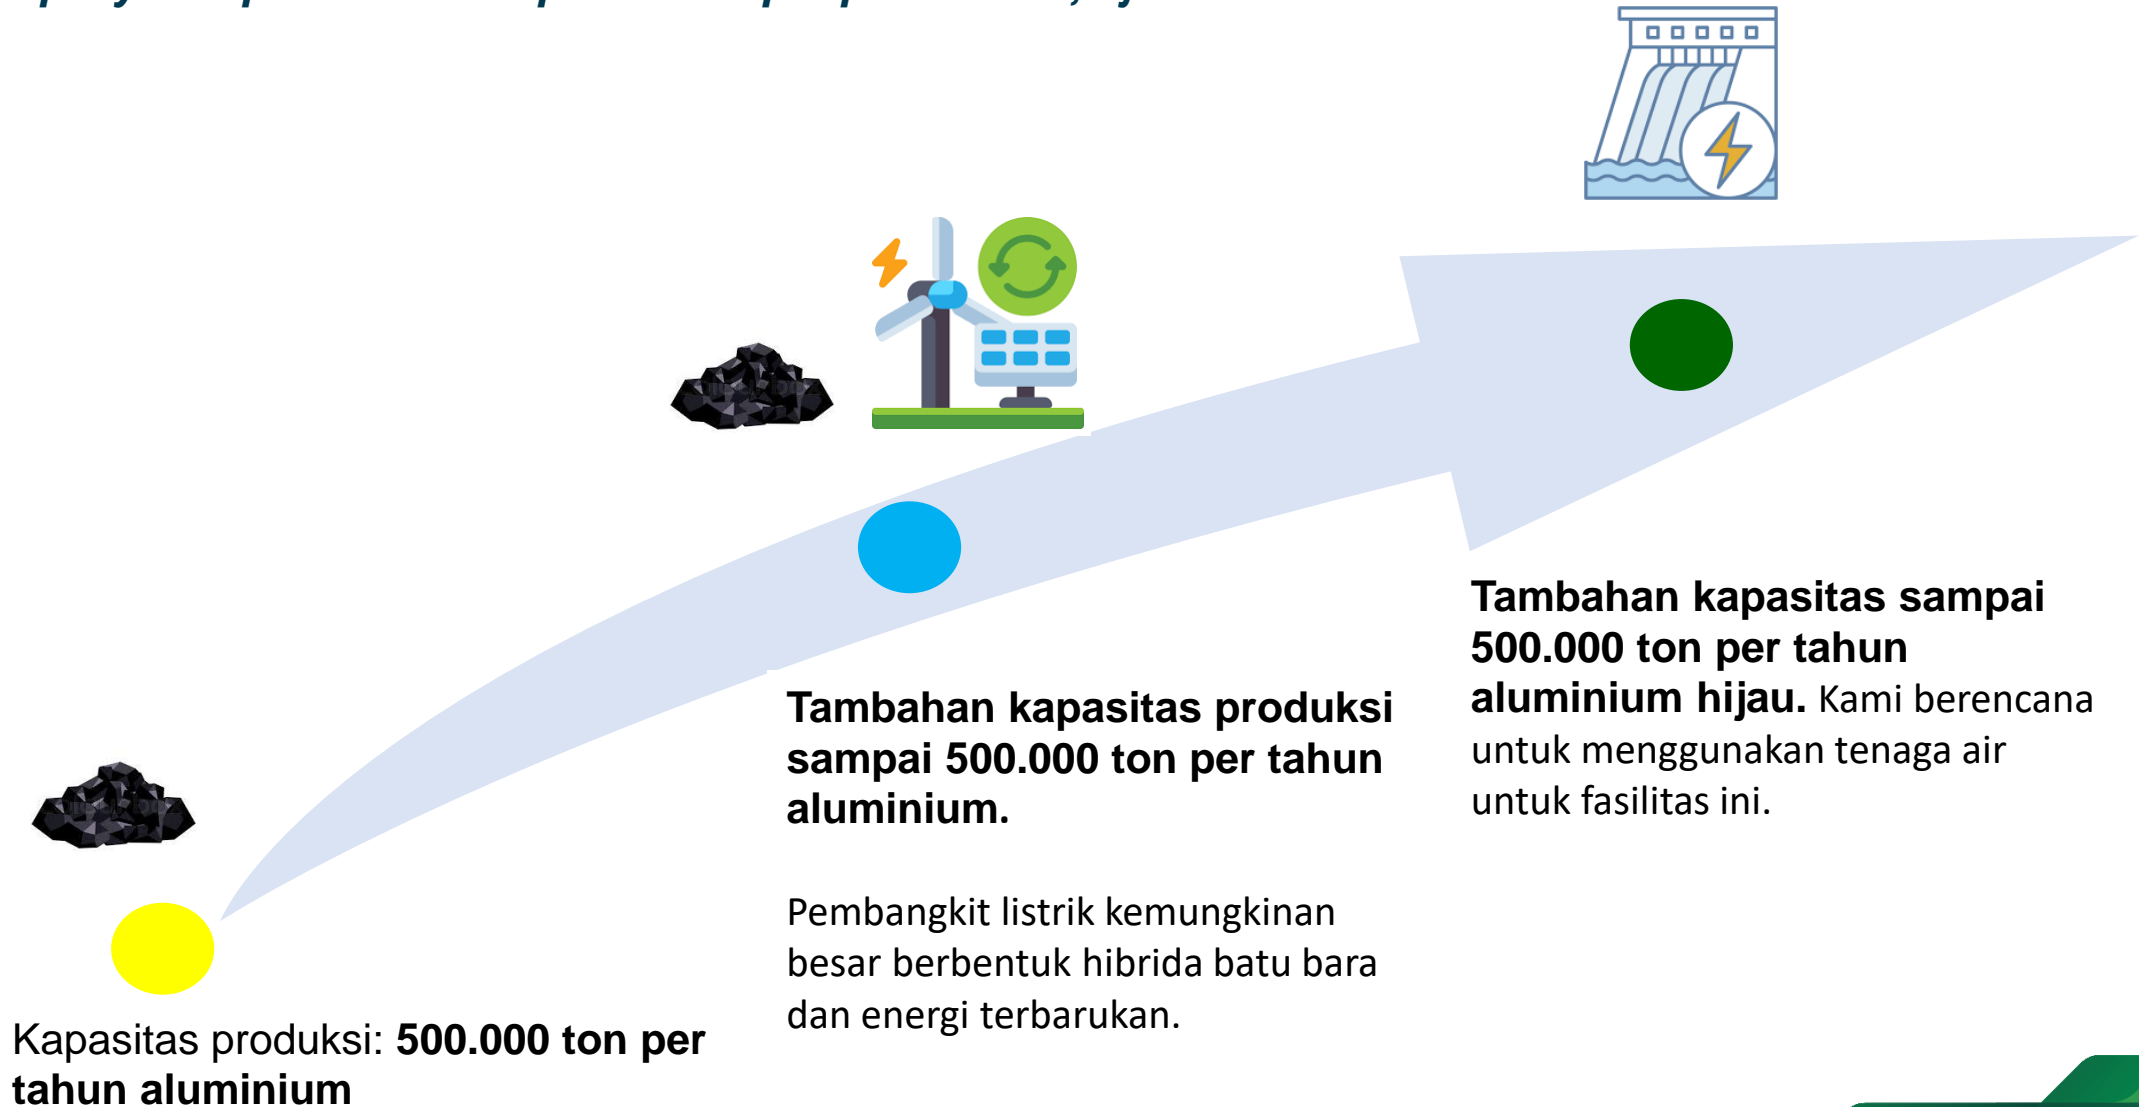 Kapasitas produksi: 500.000 ton per
tahun aluminium
Tambahan kapasitas produksi
sampai 500.000 ton per tahun
aluminium.
Pembangkit listrik kemungkinan
besar berbentuk hibrida batu bara
dan energi terbarukan.
Tambahan kapasitas sampai
500.000 ton per tahun
aluminium hijau. Kami berencana
untuk menggunakan tenaga air
untuk fasilitas ini.